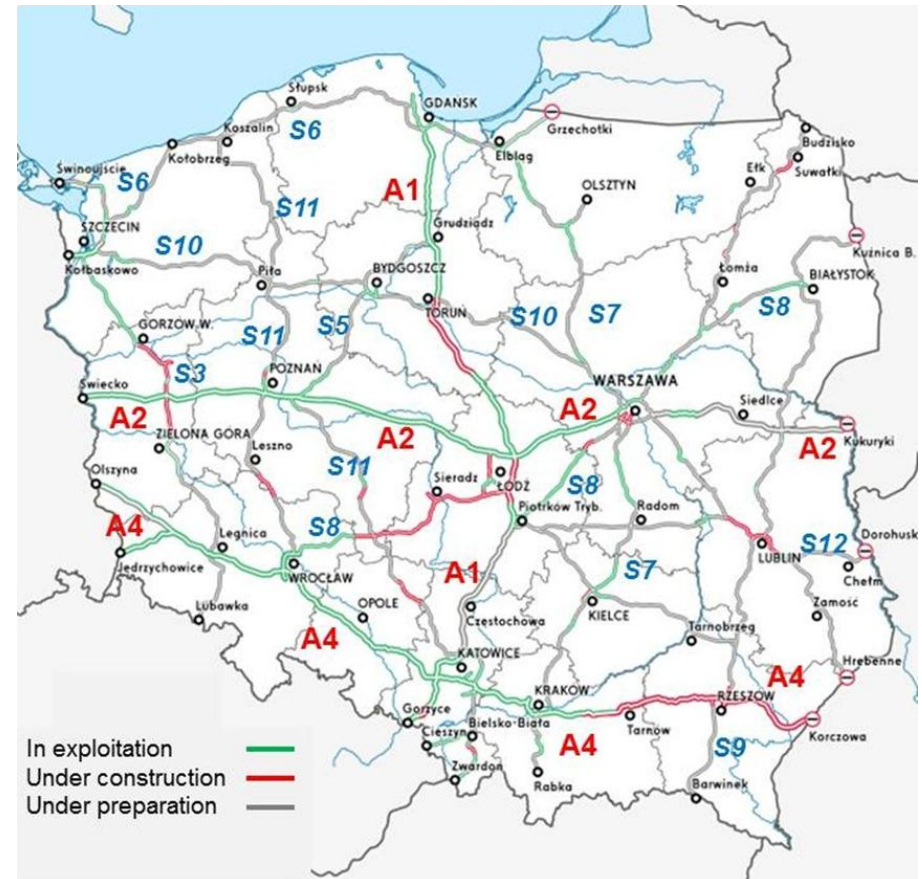 Słupsk
GDAŃSK
Koszalin
S6
Grzechotki
Kołobrzeg
Elbląg
Budzisko
Świnoujście
S6
Ełk
Suwałki
A1
OLSZTYN
S11
SZCZECIN
S10
Grudziądz
Kuźnica B.
Kołbaskowo
Piła
BYDGOSZCZ
Łomża
BIAŁYSTOK
TORUŃ
S8
GORZÓW W.
S11
S5
S10
S7
S3
POZNAŃ
WARSZAWA
Świecko
A2
Siedlce
A2
A2
A2
Kukuryki
ZIELONA GÓRA
Leszno
S11
Sieradz
ŁÓDŹ
S8
Olszyna
Piotrków Tryb.
Radom
A4
S8
Dorohusk
Legnica
LUBLIN
S12
Jedrzychowice
WROCŁAW
A1
S7
Chełm
Lubawka
OPOLE
Częstochowa
KIELCE
Zamość
A4
Tarnobrzeg
KATOWICE
Hrebenne
A4
KRAKÓW
RZESZÓW
Gorzyce
Bielsko-Biała
Tarnów
Korczowa
Cieszyn
A4
S9
Zwardoń
Rabka
Barwinek
In exploitation
Under construction
Under preparation